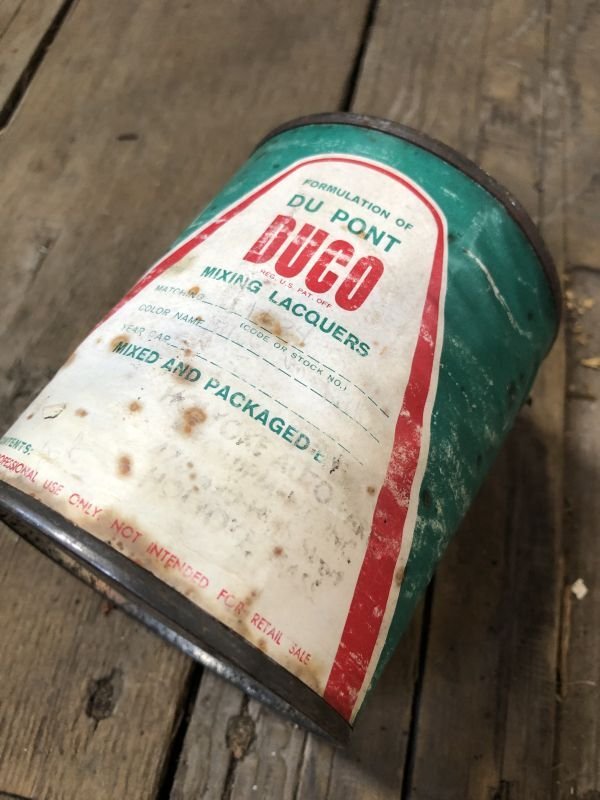 FORMULATION OF
DU PONT
DUCO
REG. U.S. PAT. OFF.
MIXING LACQUERS
MATCHING
(CODE OR STOCK NO.)
COLOR NAME
YEAR CAR
MIXED AND PACKAGED
CONTENTS:
PROFESSIONAL USE ONLY NOT INTENDED FOR RETAIL SALE